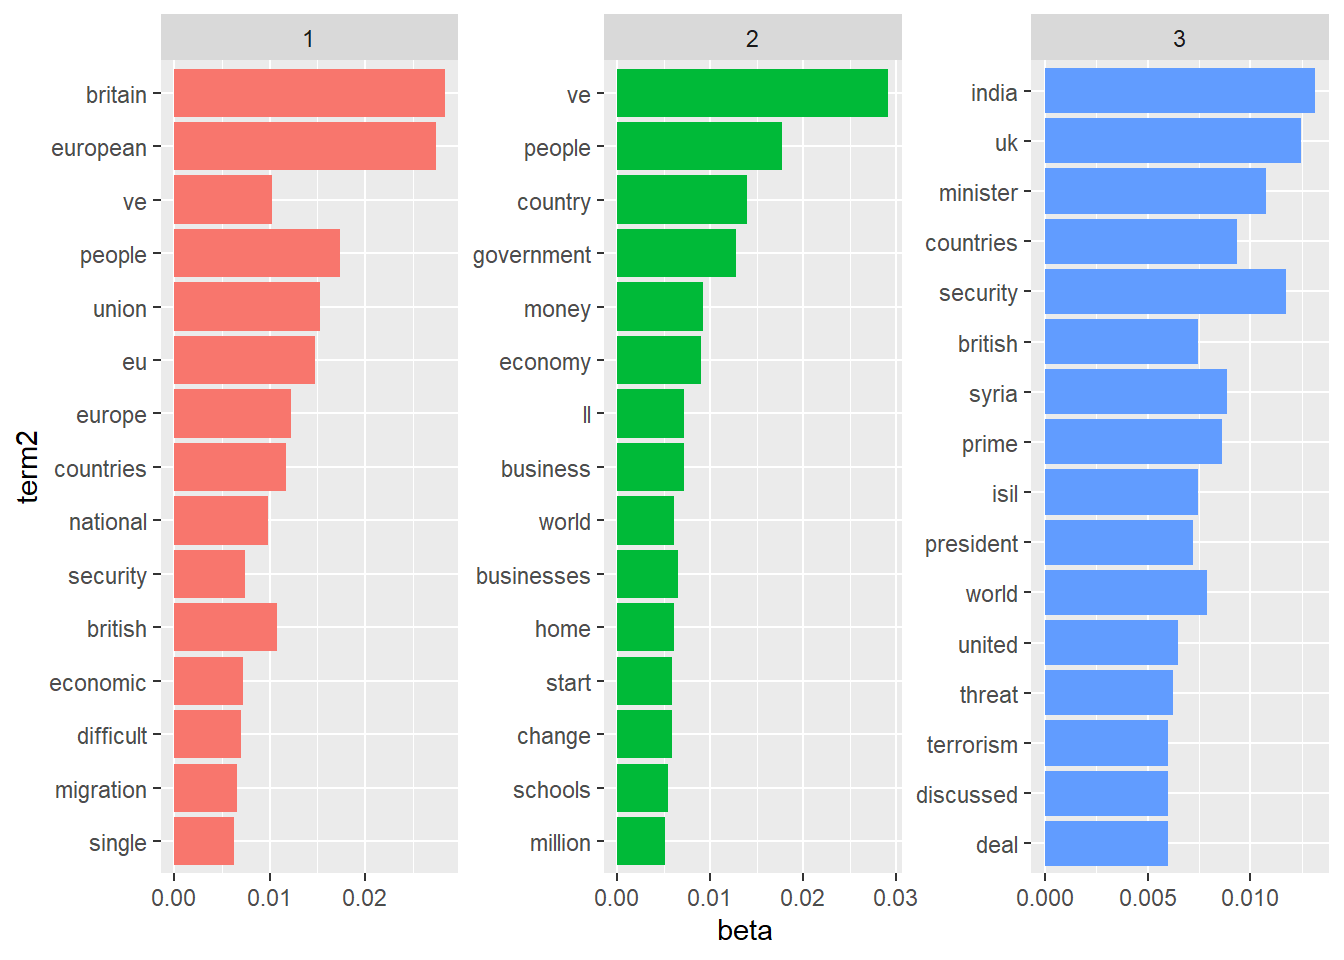 1
2
3
term2
britain
european
ve
people
union
eu
europe
countries
national
security
british
economic
difficult
migration
single
0.00
0.01
0.02
ve
people
country
government
money
economy
ll
business
world
businesses
home
start
change
schools
million
0.00
0.01
0.02
0.03
india
uk
minister
countries
security
british
syria
prime
isil
president
world
united
threat
terrorism
discussed
deal
0.000
0.005
0.010
beta